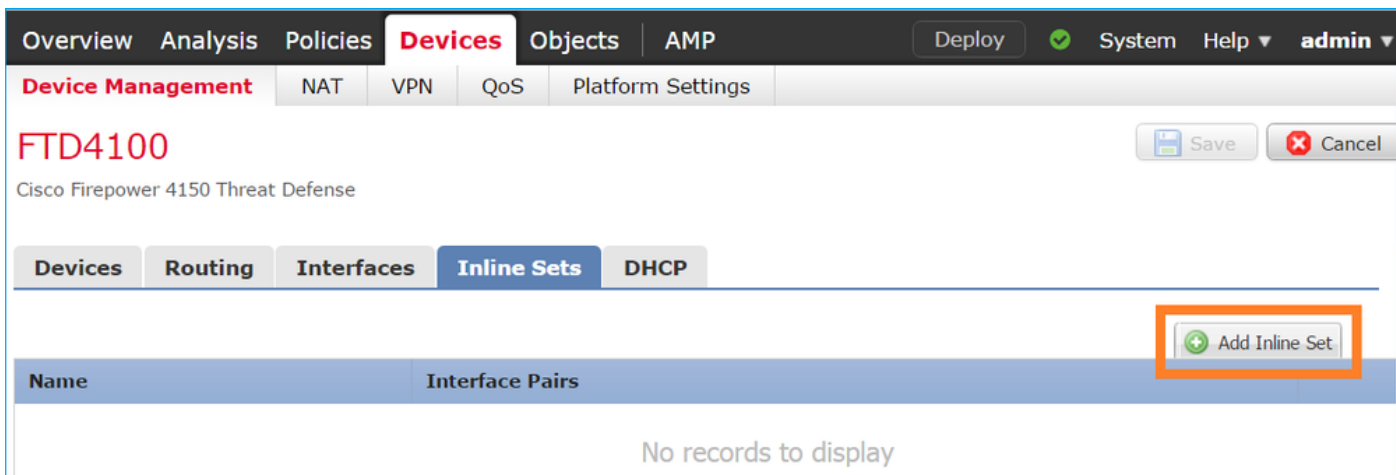 Overview Analysis Policies Devices Objects AMP Deploy System Help admin
Device Management NAT VPN QoS Platform Settings
FTD4100
Save Cancel
Cisco Firepower 4150 Threat Defense
Devices Routing Interfaces Inline Sets DHCP
Add Inline Set
Name Interface Pairs
No records to display